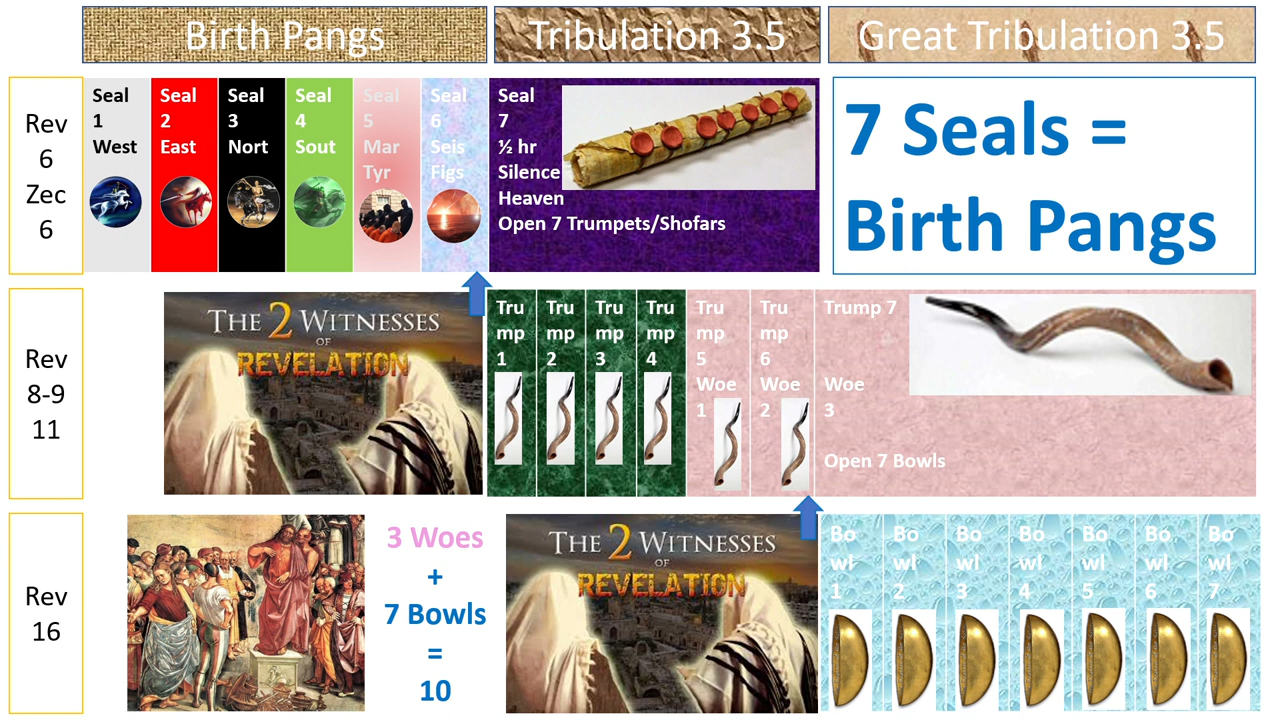 Birth Pangs
Tribulation 3.5
Great Tribulation 3.5
Rev
6
Zec
6
Seal
1
West
Seal
2
East
Seal
3
Nort
Seal
4
Sout
Seal
5
Mar
Tyr
Seal
6
Seis
Figs
Seal
7
½ hr
Silence
Heaven
Open 7 Trumpets/Shofars
7 Seals =
Birth Pangs
Rev
8-9
11
THE 2 WITNESSES
OF
REVELATION
Tru
mp
1
Tru
mp
2
Tru
mp
3
Tru
mp
4
Tru
mp
5
Woe
1
Tru
mp
6
Woe
2
Trump 7
Woe
3
Open 7 Bowls
Rev
16
3 Woes
+
7 Bowls
=
10
THE 2 WITNESSES
OF
REVELATION
Bo
wl
1
Bo
wl
2
Bo
wl
3
Bo
wl
4
Bo
wl
5
Bo
wl
6
Bo
wl
7